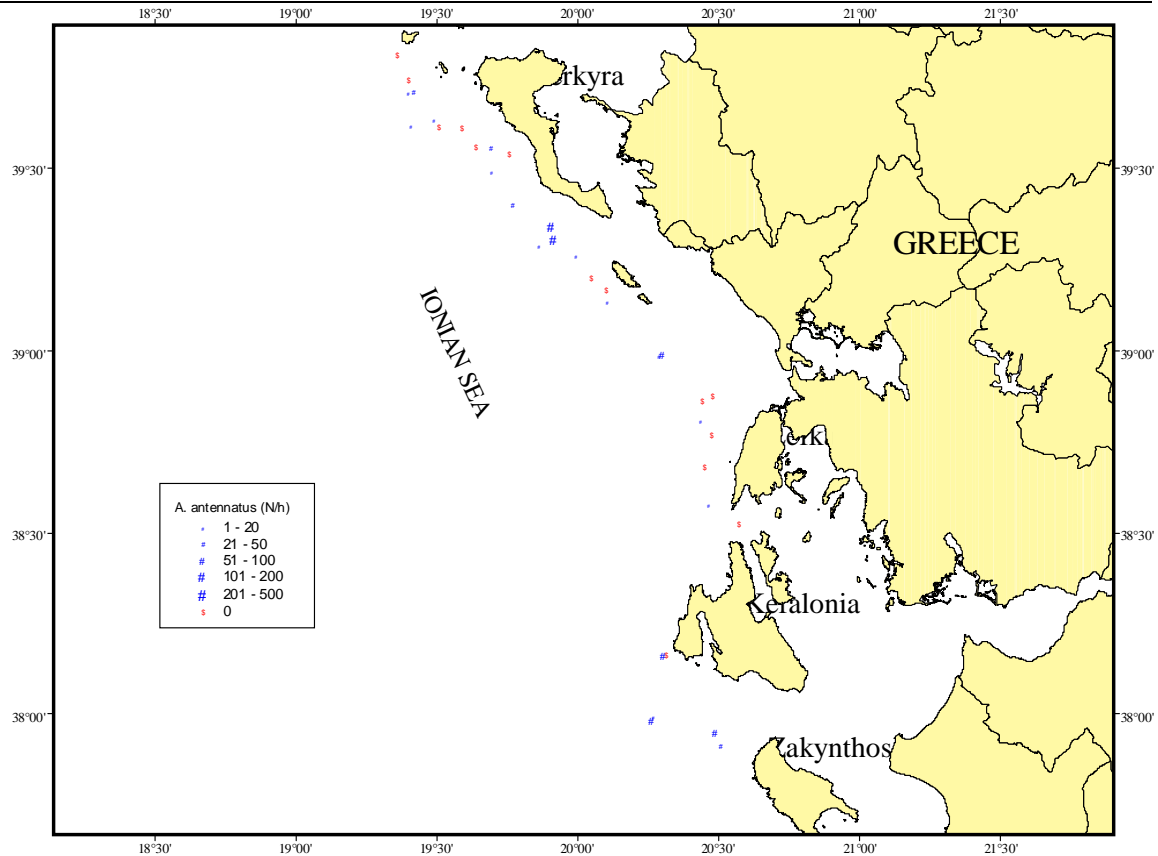 18°30' 19°00' 19°30' 20°00' 20°30' 21°00' 21°30'
rkyra
39°30' 39°30'
GREECE
IONIAN SEA
39°00' 39°00'
A. antennatus (N/h)
# 1 - 20
# 21 - 50
# 51 - 100
# 101 - 200
# 201 - 500
$ 0
38°30' 38°30'
Kefalonia
38°00' 38°00'
Zakynthos
18°30' 19°00' 19°30' 20°00' 20°30' 21°00' 21°30'